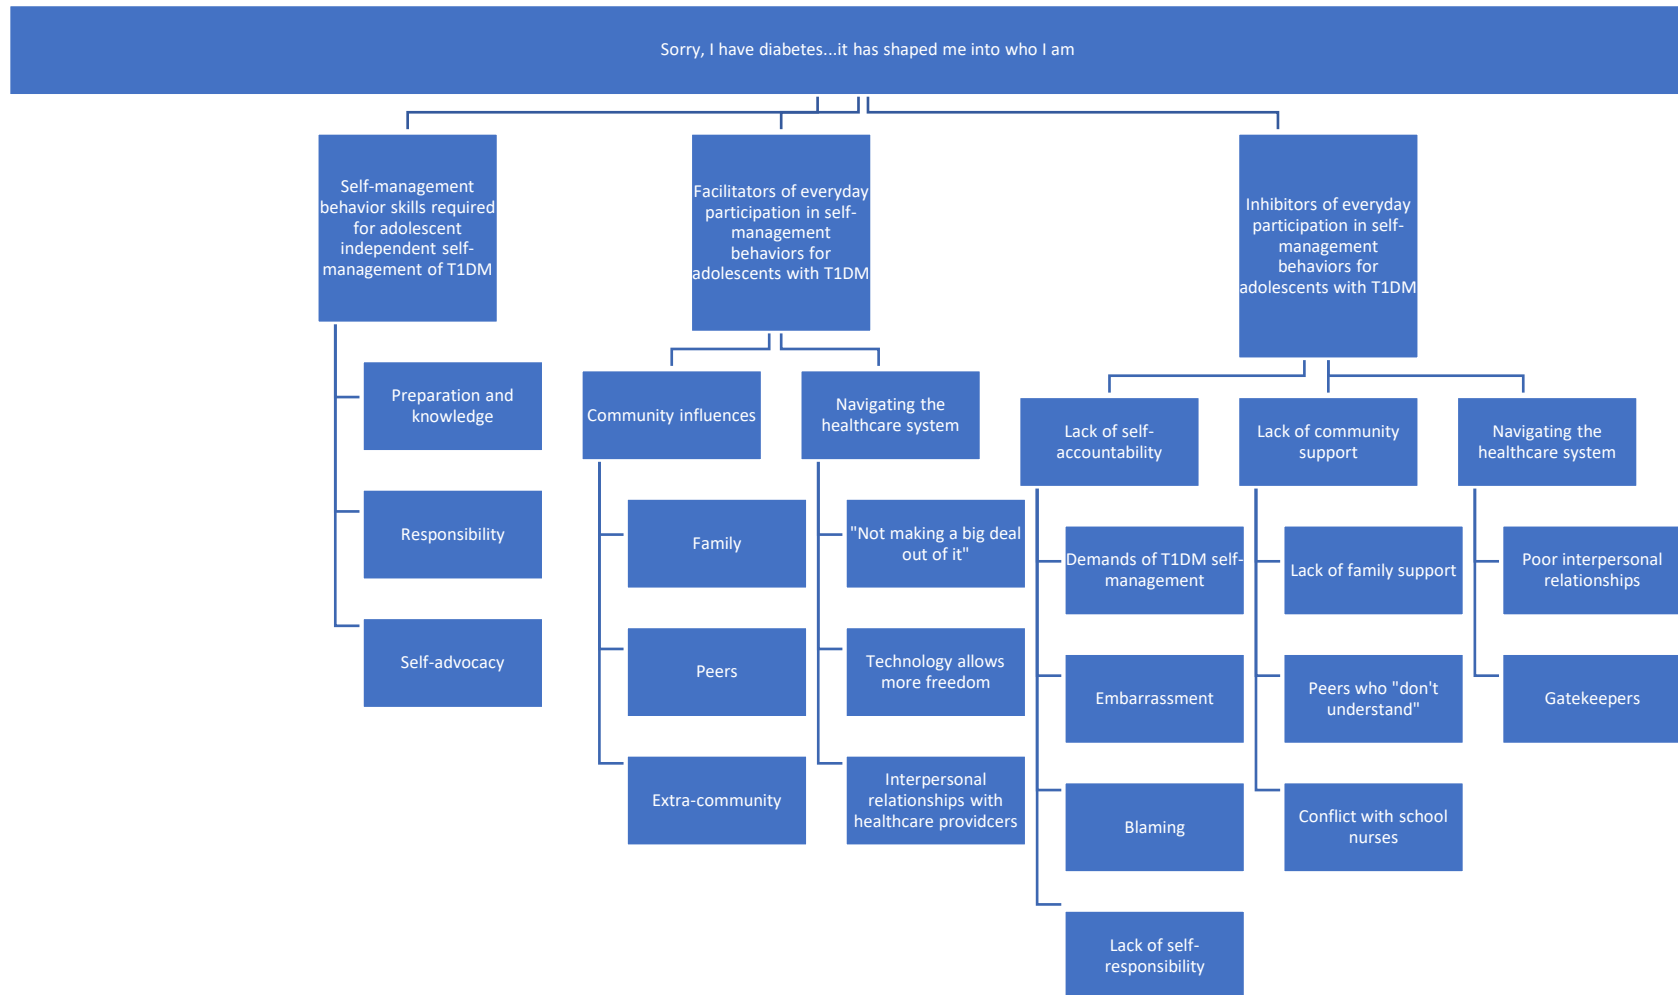 Sorry, I have diabetes...it has shaped me into who I am
Self-management
behavior skills required
for adolescent
independent self-
management of T1DM
Preparation and
knowledge
Responsibility
Self-advocacy
Facilitators of everyday
participation in self-
management
behaviors for
adolescents with T1DM
Community influences
Family
Peers
Extra-community
Navigating the
healthcare system
"Not making a big deal
out of it"
Technology allows
more freedom
Interpersonal
relationships with
healthcare providcers
Inhibitors of everyday
participation in self-
management
behaviors for
adolescents with T1DM
Lack of self-
accountability
Demands of T1DM self-
management
Embarrassment
Blaming
Lack of self-
responsibility
Lack of community
support
Lack of family support
Peers who "don't
understand"
Conflict with school
nurses
Navigating the
healthcare system
Poor interpersonal
relationships
Gatekeepers